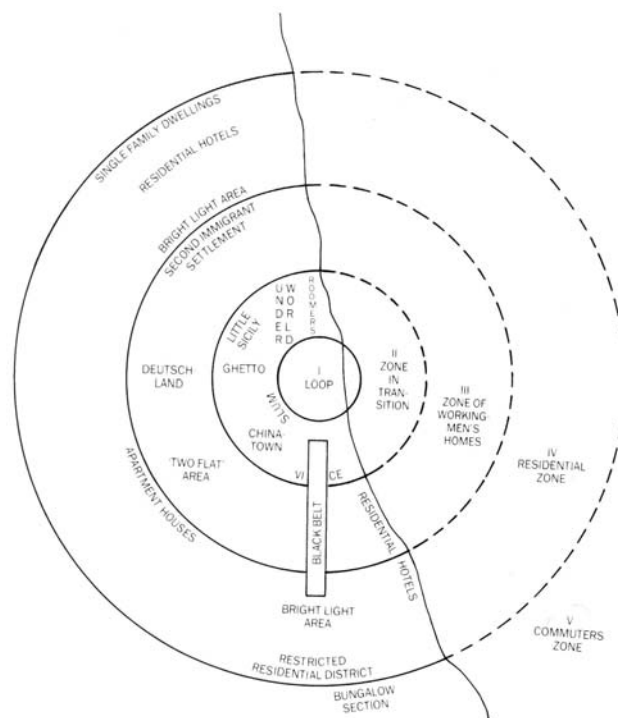 SINGLE FAMILY DWELLINGS
RESIDENTIAL HOTELS
BRIGHT LIGHT AREA
SECOND IMMIGRANT
SETTLEMENT
UNDER
WORLD
ROOMERS
LITTLE
SICILY
DEUTSCH
LAND
GHETTO
I
LOOP
II
ZONE
IN
TRAN-
SITION
III
ZONE OF
WORKING-
MEN'S
HOMES
SLUM
CHINA-
TOWN
'TWO FLAT'
AREA
VICE
IV
RESIDENTIAL
ZONE
APARTMENT HOUSES
BLACK BELT
RESIDENTIAL HOTELS
BRIGHT LIGHT
AREA
V
COMMUTERS
ZONE
RESTRICTED
RESIDENTIAL DISTRICT
BUNGALOW
SECTION